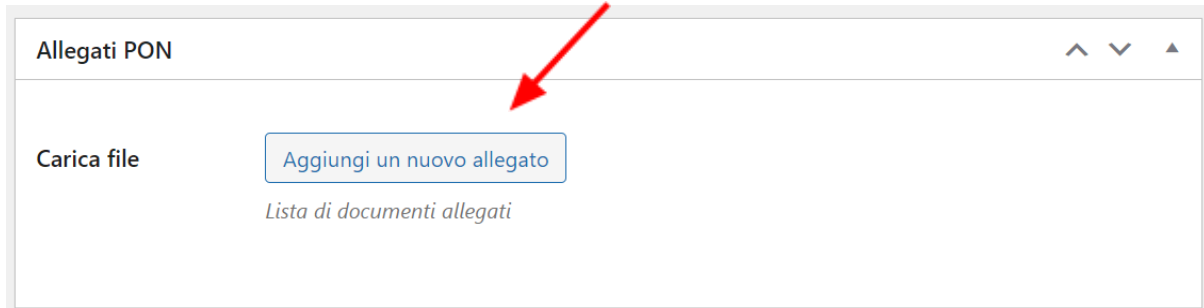 Allegati PON
Carica file
Aggiungi un nuovo allegato
Lista di documenti allegati